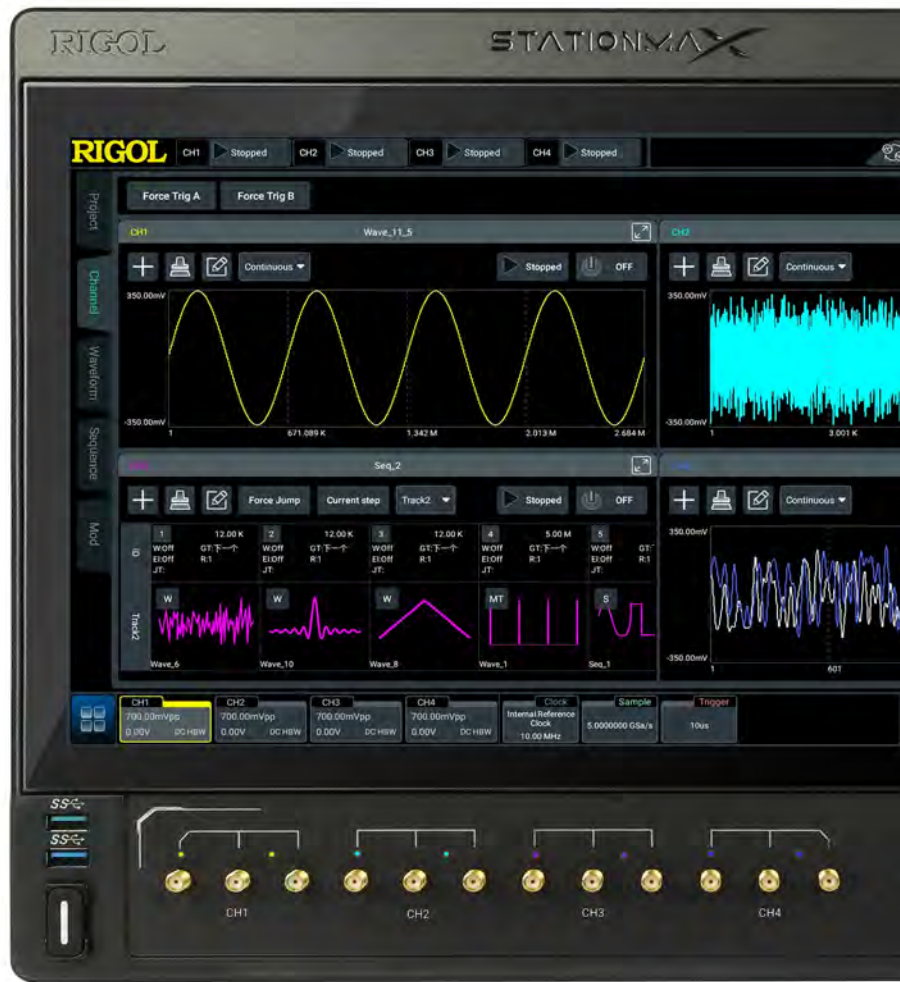 RIGOL STATIONMAX
RIGOL CH1 Stopped CH2 Stopped CH3 Stopped CH4 Stopped
Force Trig A Force Trig B
Project
Channel
Waveform
Sequence
Mod
CH1 Wave_11_5
Continuous Stopped OFF
350.00mV
-350.00mV
1 671.089 K 1.342 M 2.013 M 2.684 M
CH2
Continuous
350.00mV
-350.00mV
1 3.001 K
Seq_2
Force Jump Current step Track2 Stopped OFF
ID
1 12.00 K 2 12.00 K 3 12.00 K 4 5.00 M 5
W:Off GT:下一个 W:Off GT:下一个 W:Off GT:下一个 W:Off GT:下一个 W:Off GT:
EI:Off R:1 EI:Off R:1 EI:Off R:1 EI:Off R:1 EI:Off R:
JT: JT: JT: JT: JT:
Track2
W W W MT S
Wave_6 Wave_10 Wave_8 Wave_1 Seq_1
Continuous
350.00mV
-350.00mV
1 601
CH1 CH2 CH3 CH4 Clock Sample Trigger
700.00mVpp 700.00mVpp 700.00mVpp 700.00mVpp Internal Reference
Clock 5.0000000 GSa/s 10us
0.00V DC HBW 0.00V DC HBW 0.00V DC HBW 0.00V DC HBW 10.00 MHz
SS
SS
CH1 CH2 CH3 CH4